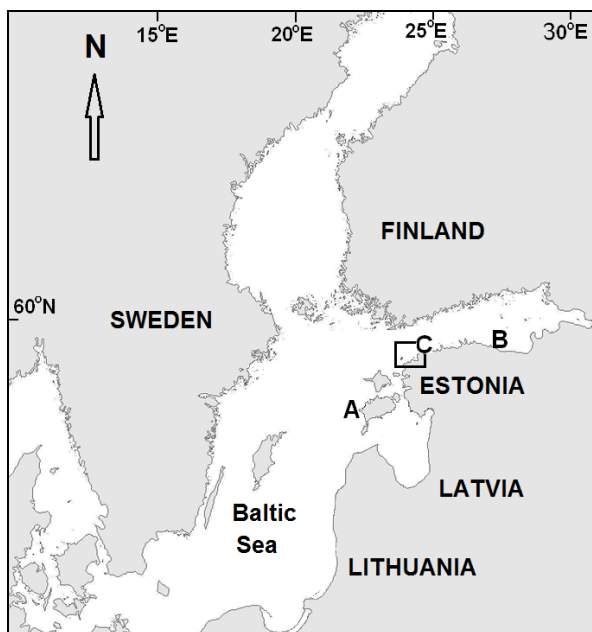 15°E
20°E
25°E
30°E
N
FINLAND
60°N
SWEDEN
C
B
ESTONIA
A
LATVIA
Baltic
Sea
LITHUANIA